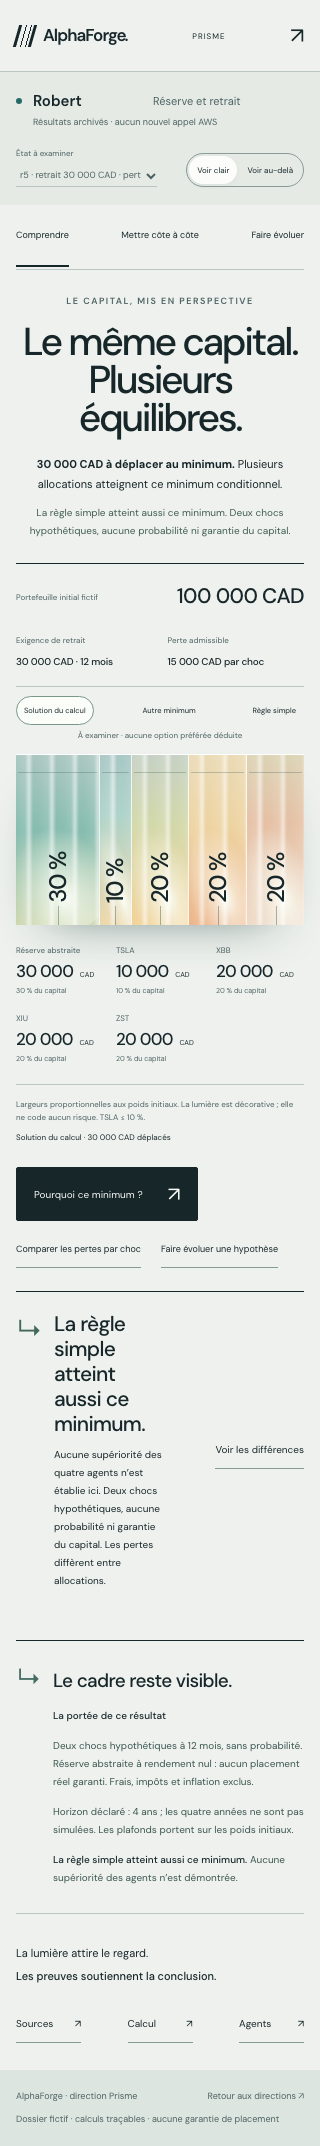 AlphaForge.
PRISME
Robert
Réserve et retrait
Résultats archivés · aucun nouvel appel AWS
État à examiner
r5 · retrait 30 000 CAD · pert
Voir clair
Voir au-delà
Comprendre
Mettre côte à côte
Faire évoluer
LE CAPITAL, MIS EN PERSPECTIVE
Le même capital.
Plusieurs
équilibres.
30 000 CAD à déplacer au minimum. Plusieurs
allocations atteignent ce minimum conditionnel.
La règle simple atteint aussi ce minimum. Deux chocs
hypothétiques, aucune probabilité ni garantie du capital.
Portefeuille initial fictif
100 000 CAD
Exigence de retrait
Perte admissible
30 000 CAD · 12 mois
15 000 CAD par choc
Solution du calcul
Autre minimum
Règle simple
À examiner · aucune option préférée déduite
30 %
10 %
20 %
20 %
20 %
Réserve abstraite
TSLA
XBB
30 000 CAD
10 000 CAD
20 000 CAD
30 % du capital
10 % du capital
20 % du capital
XIU
ZST
20 000 CAD
20 000 CAD
20 % du capital
20 % du capital
Largeurs proportionnelles aux poids initiaux. La lumière est décorative ; elle
ne code aucun risque. TSLA ≤ 10 %.
Solution du calcul · 30 000 CAD déplacés
Pourquoi ce minimum ?
Comparer les pertes par choc
Faire évoluer une hypothèse
La règle
simple
atteint
aussi ce
minimum.
Aucune supériorité des
quatre agents n'est
établie ici. Deux chocs
hypothétiques, aucune
probabilité ni garantie
du capital. Les pertes
diffèrent entre
allocations.
Voir les différences
Le cadre reste visible.
La portée de ce résultat
Deux chocs hypothétiques à 12 mois, sans probabilité.
Réserve abstraite à rendement nul : aucun placement
réel garanti. Frais, impôts et inflation exclus.
Horizon déclaré : 4 ans ; les quatre années ne sont pas
simulées. Les plafonds portent sur les poids initiaux.
La règle simple atteint aussi ce minimum. Aucune
supériorité des agents n'est démontrée.
La lumière attire le regard.
Les preuves soutiennent la conclusion.
Sources
Calcul
Agents
AlphaForge · direction Prisme
Retour aux directions ↗
Dossier fictif · calculs traçables · aucune garantie de placement